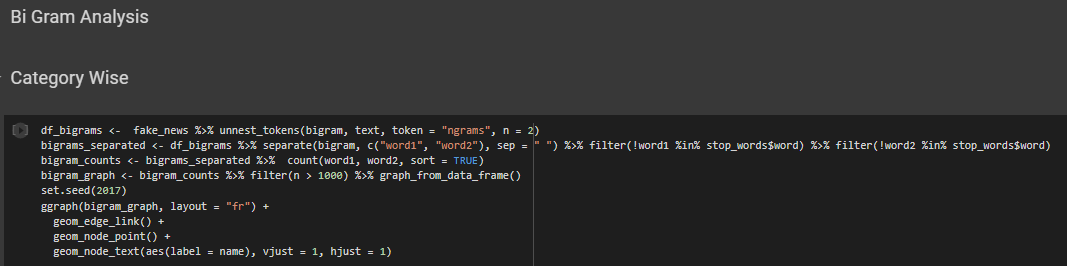 Bi Gram Analysis
Category Wise
df_bigrams <-  fake_news %>% unnest_tokens(bigram, text, token = "ngrams", n = 2)
bigrams_separated <- df_bigrams %>% separate(bigram, c("word1", "word2"), sep = " ") %>% filter(!word1 %in% stop_words$word) %>% filter(!word2 %in% stop_words$word)
bigram_counts <- bigrams_separated %>%  count(word1, word2, sort = TRUE)
bigram_graph <- bigram_counts %>% filter(n > 1000) %>% graph_from_data_frame()
set.seed(2017)
ggraph(bigram_graph, layout = "fr") +
  geom_edge_link() +
  geom_node_point() +
  geom_node_text(aes(label = name), vjust = 1, hjust = 1)